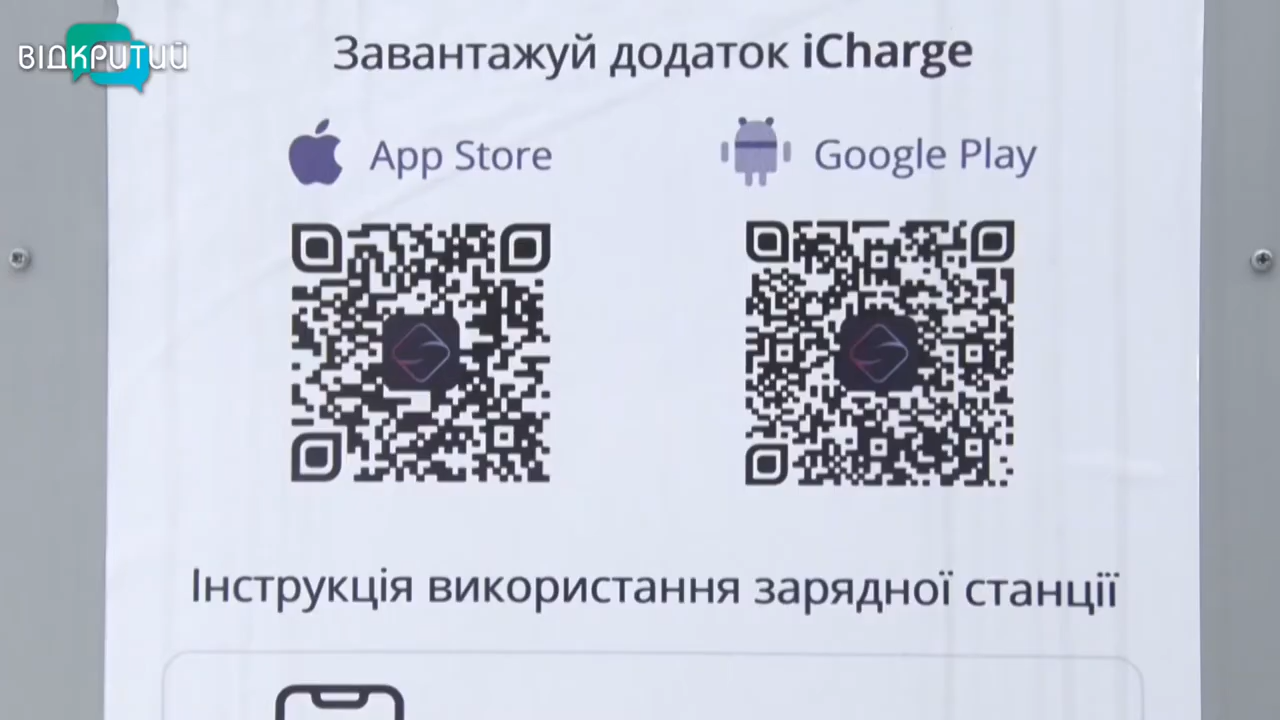 ВІДКРИТИЙ
Завантажуй додаток iCharge
App Store
Google Play
Інструкція використання зарядної станції